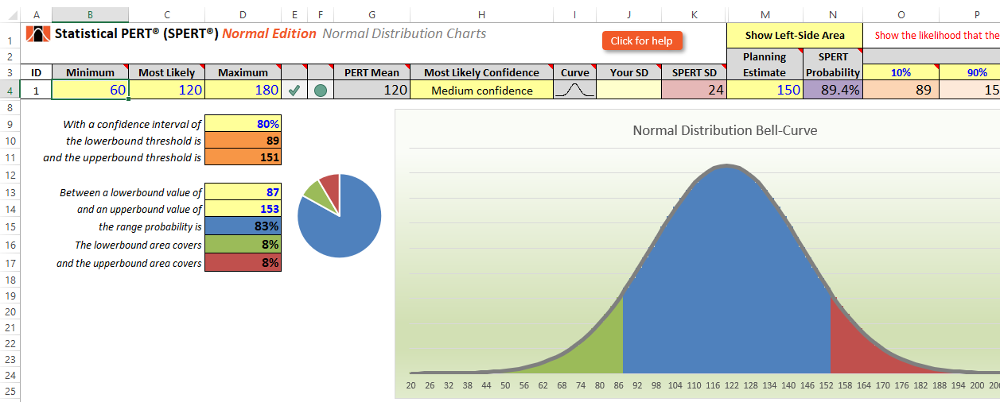 A B C D E F G H I J K M N O P
1 Statistical PERT® (SPERT®) Normal Edition Normal Distribution Charts Click for help Show Left-Side Area Show the likelihood that the
2 Planning SPERT
3 ID Minimum Most Likely Maximum PERT Mean Most Likely Confidence Curve Your SD SPERT SD Estimate Probability 10% 90%
4 1 60 120 180 120 Medium confidence 24 150 89.4% 89 15
8
9 With a confidence interval of 80%
10 the lowerbound threshold is 89
11 and the upperbound threshold is 151
12
13 Between a lowerbound value of 87
14 and an upperbound value of 153
15 the range probability is 83%
16 The lowerbound area covers 8%
17 and the upperbound area covers 8%
18
19
20
21
22
23
24
25
Normal Distribution Bell-Curve
20 26 32 38 44 50 56 62 68 74 80 86 92 98 104 110 116 122 128 134 140 146 152 158 164 170 176 182 188 194 200